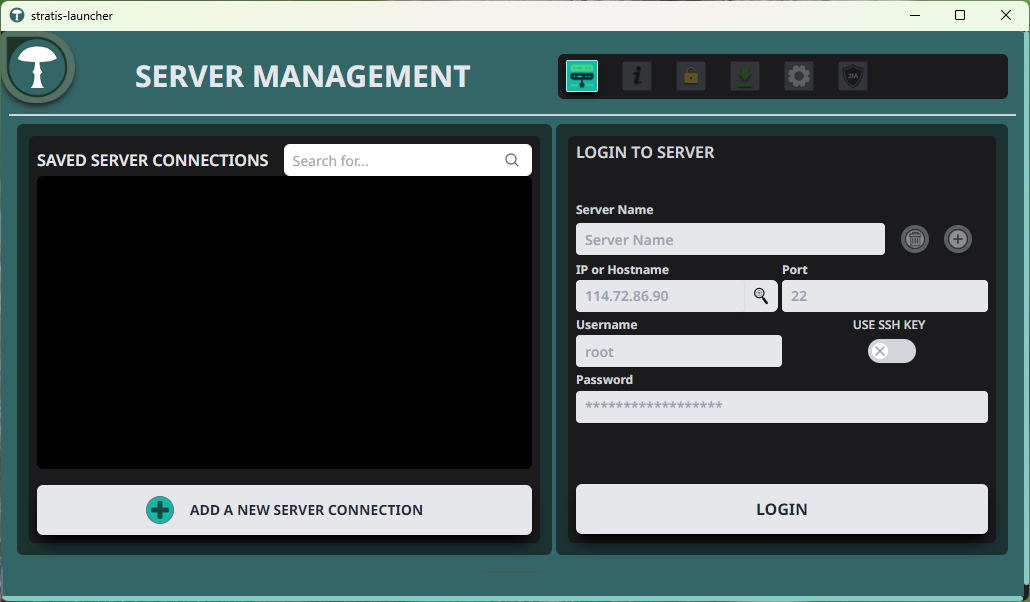 stratis-launcher
SERVER MANAGEMENT
SAVED SERVER CONNECTIONS
Search for...
ADD A NEW SERVER CONNECTION
LOGIN TO SERVER
Server Name
Server Name
IP or Hostname
Port
114.72.86.90
22
Username
USE SSH KEY
root
Password
******************
LOGIN